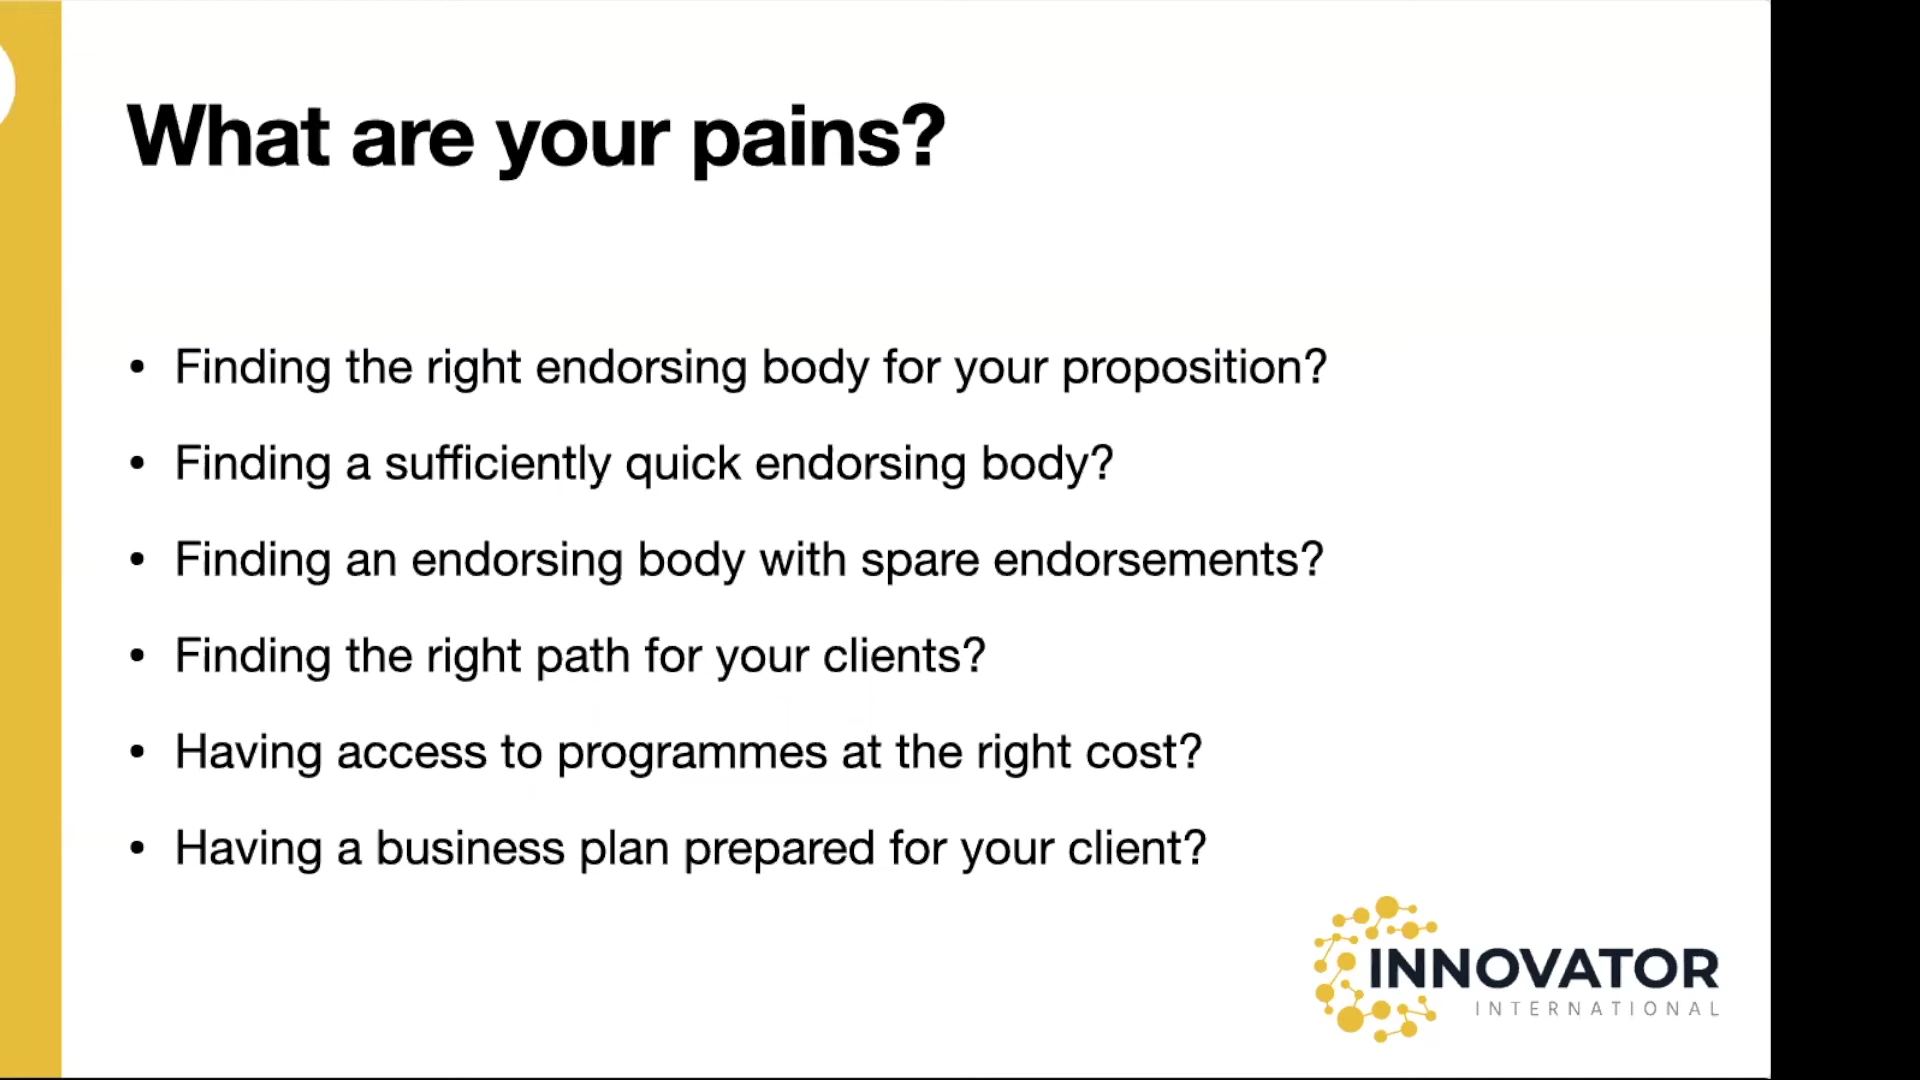 What are your pains?
• Finding the right endorsing body for your proposition?
• Finding a sufficiently quick endorsing body?
• Finding an endorsing body with spare endorsements?
• Finding the right path for your clients?
• Having access to programmes at the right cost?
• Having a business plan prepared for your client?
INNOVATOR
INTERNATIONAL